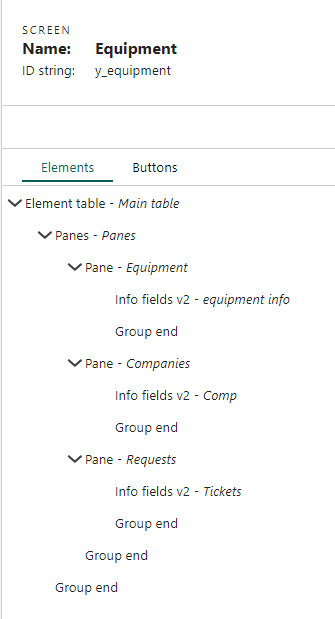 SCREEN
Name: Equipment
ID string: y_equipment
Elements Buttons
Element table - Main table
Panes - Panes
Pane - Equipment
Info fields v2 - equipment info
Group end
Pane - Companies
Info fields v2 - Comp
Group end
Pane - Requests
Info fields v2 - Tickets
Group end
Group end
Group end